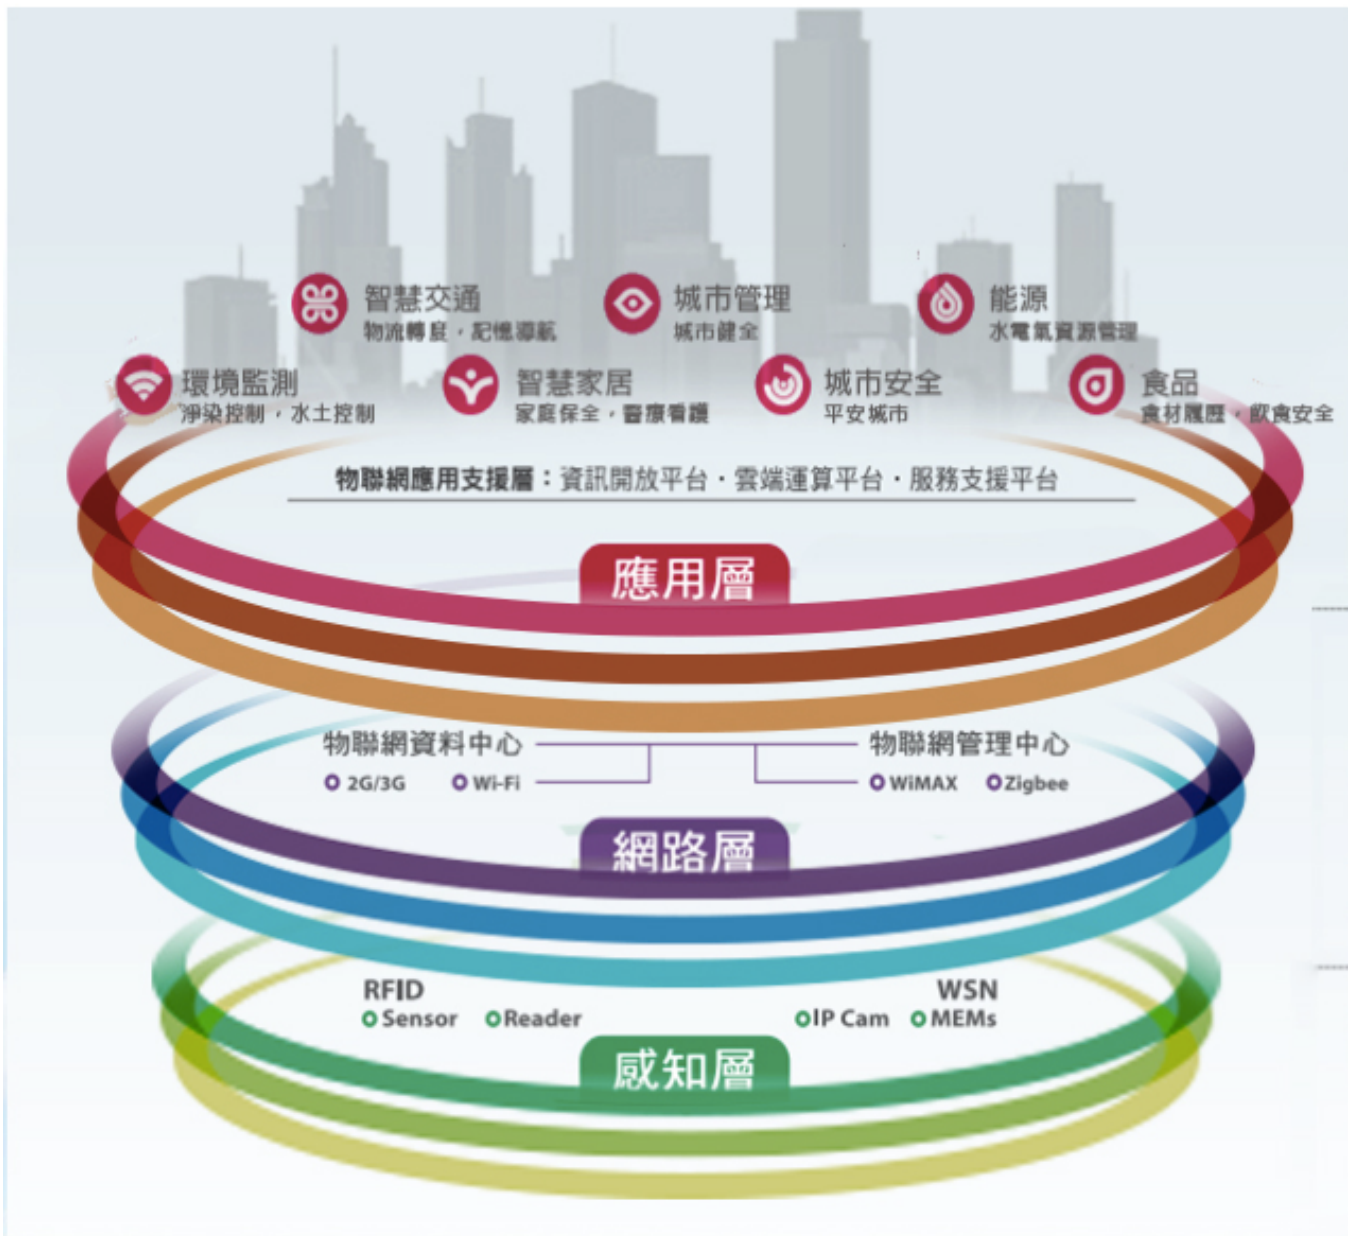 智慧交通
物流轉度，記憶導航
城市管理
城市健全
能源
水電氣資源管理
環境監測
淨染控制，水土控制
智慧家居
家庭保全，醫療看護
城市安全
平安城市
食品
食材履歷，飲食安全
物聯網應用支援層：資訊開放平台·雲端運算平台·服務支援平台
應用層
物聯網資料中心
物聯網管理中心
2G/3G
Wi-Fi
WiMAX
Zigbee
網路層
RFID
WSN
Sensor
Reader
IP Cam
MEMs
感知層